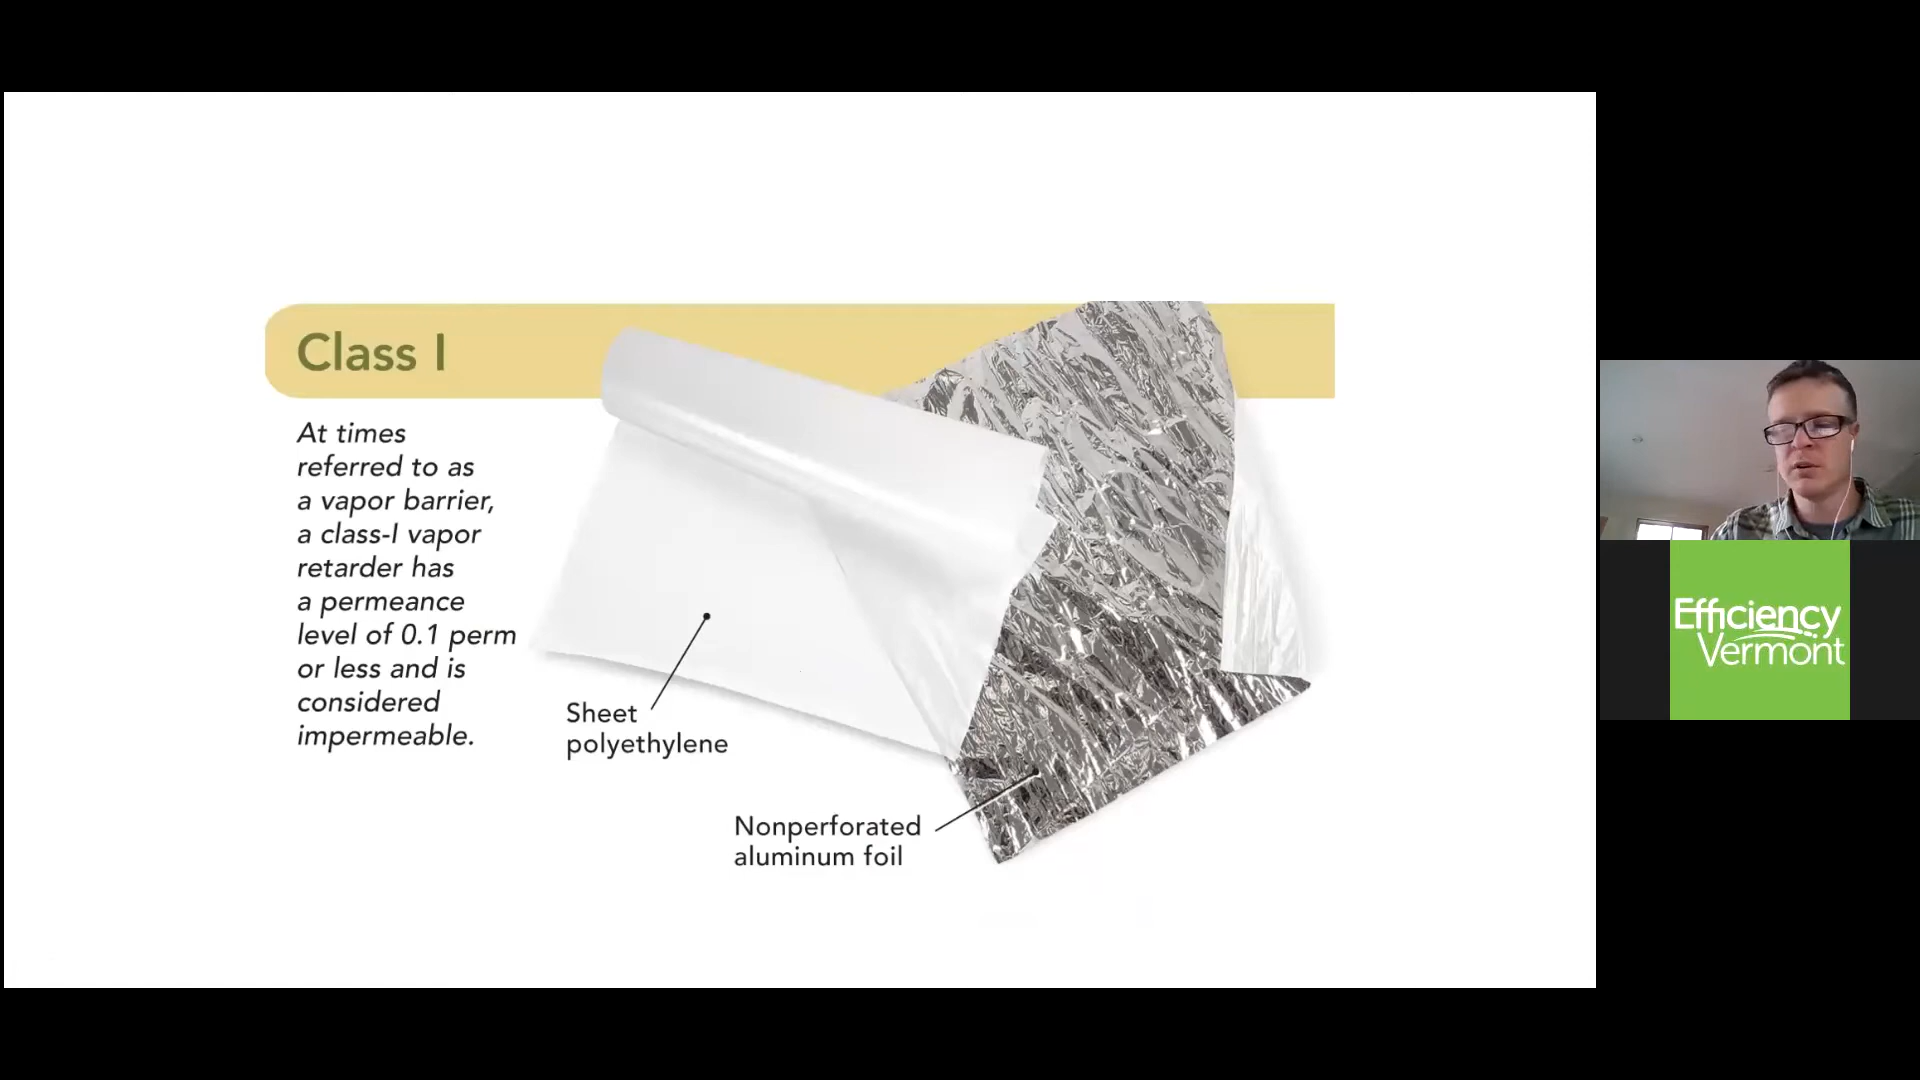 Class I
At times
referred to as
a vapor barrier,
a class-I vapor
retarder has
a permeance
level of 0.1 perm
or less and is
considered
impermeable.
Sheet
polyethylene
Nonperforated
aluminum foil
Efficiency
Vermont